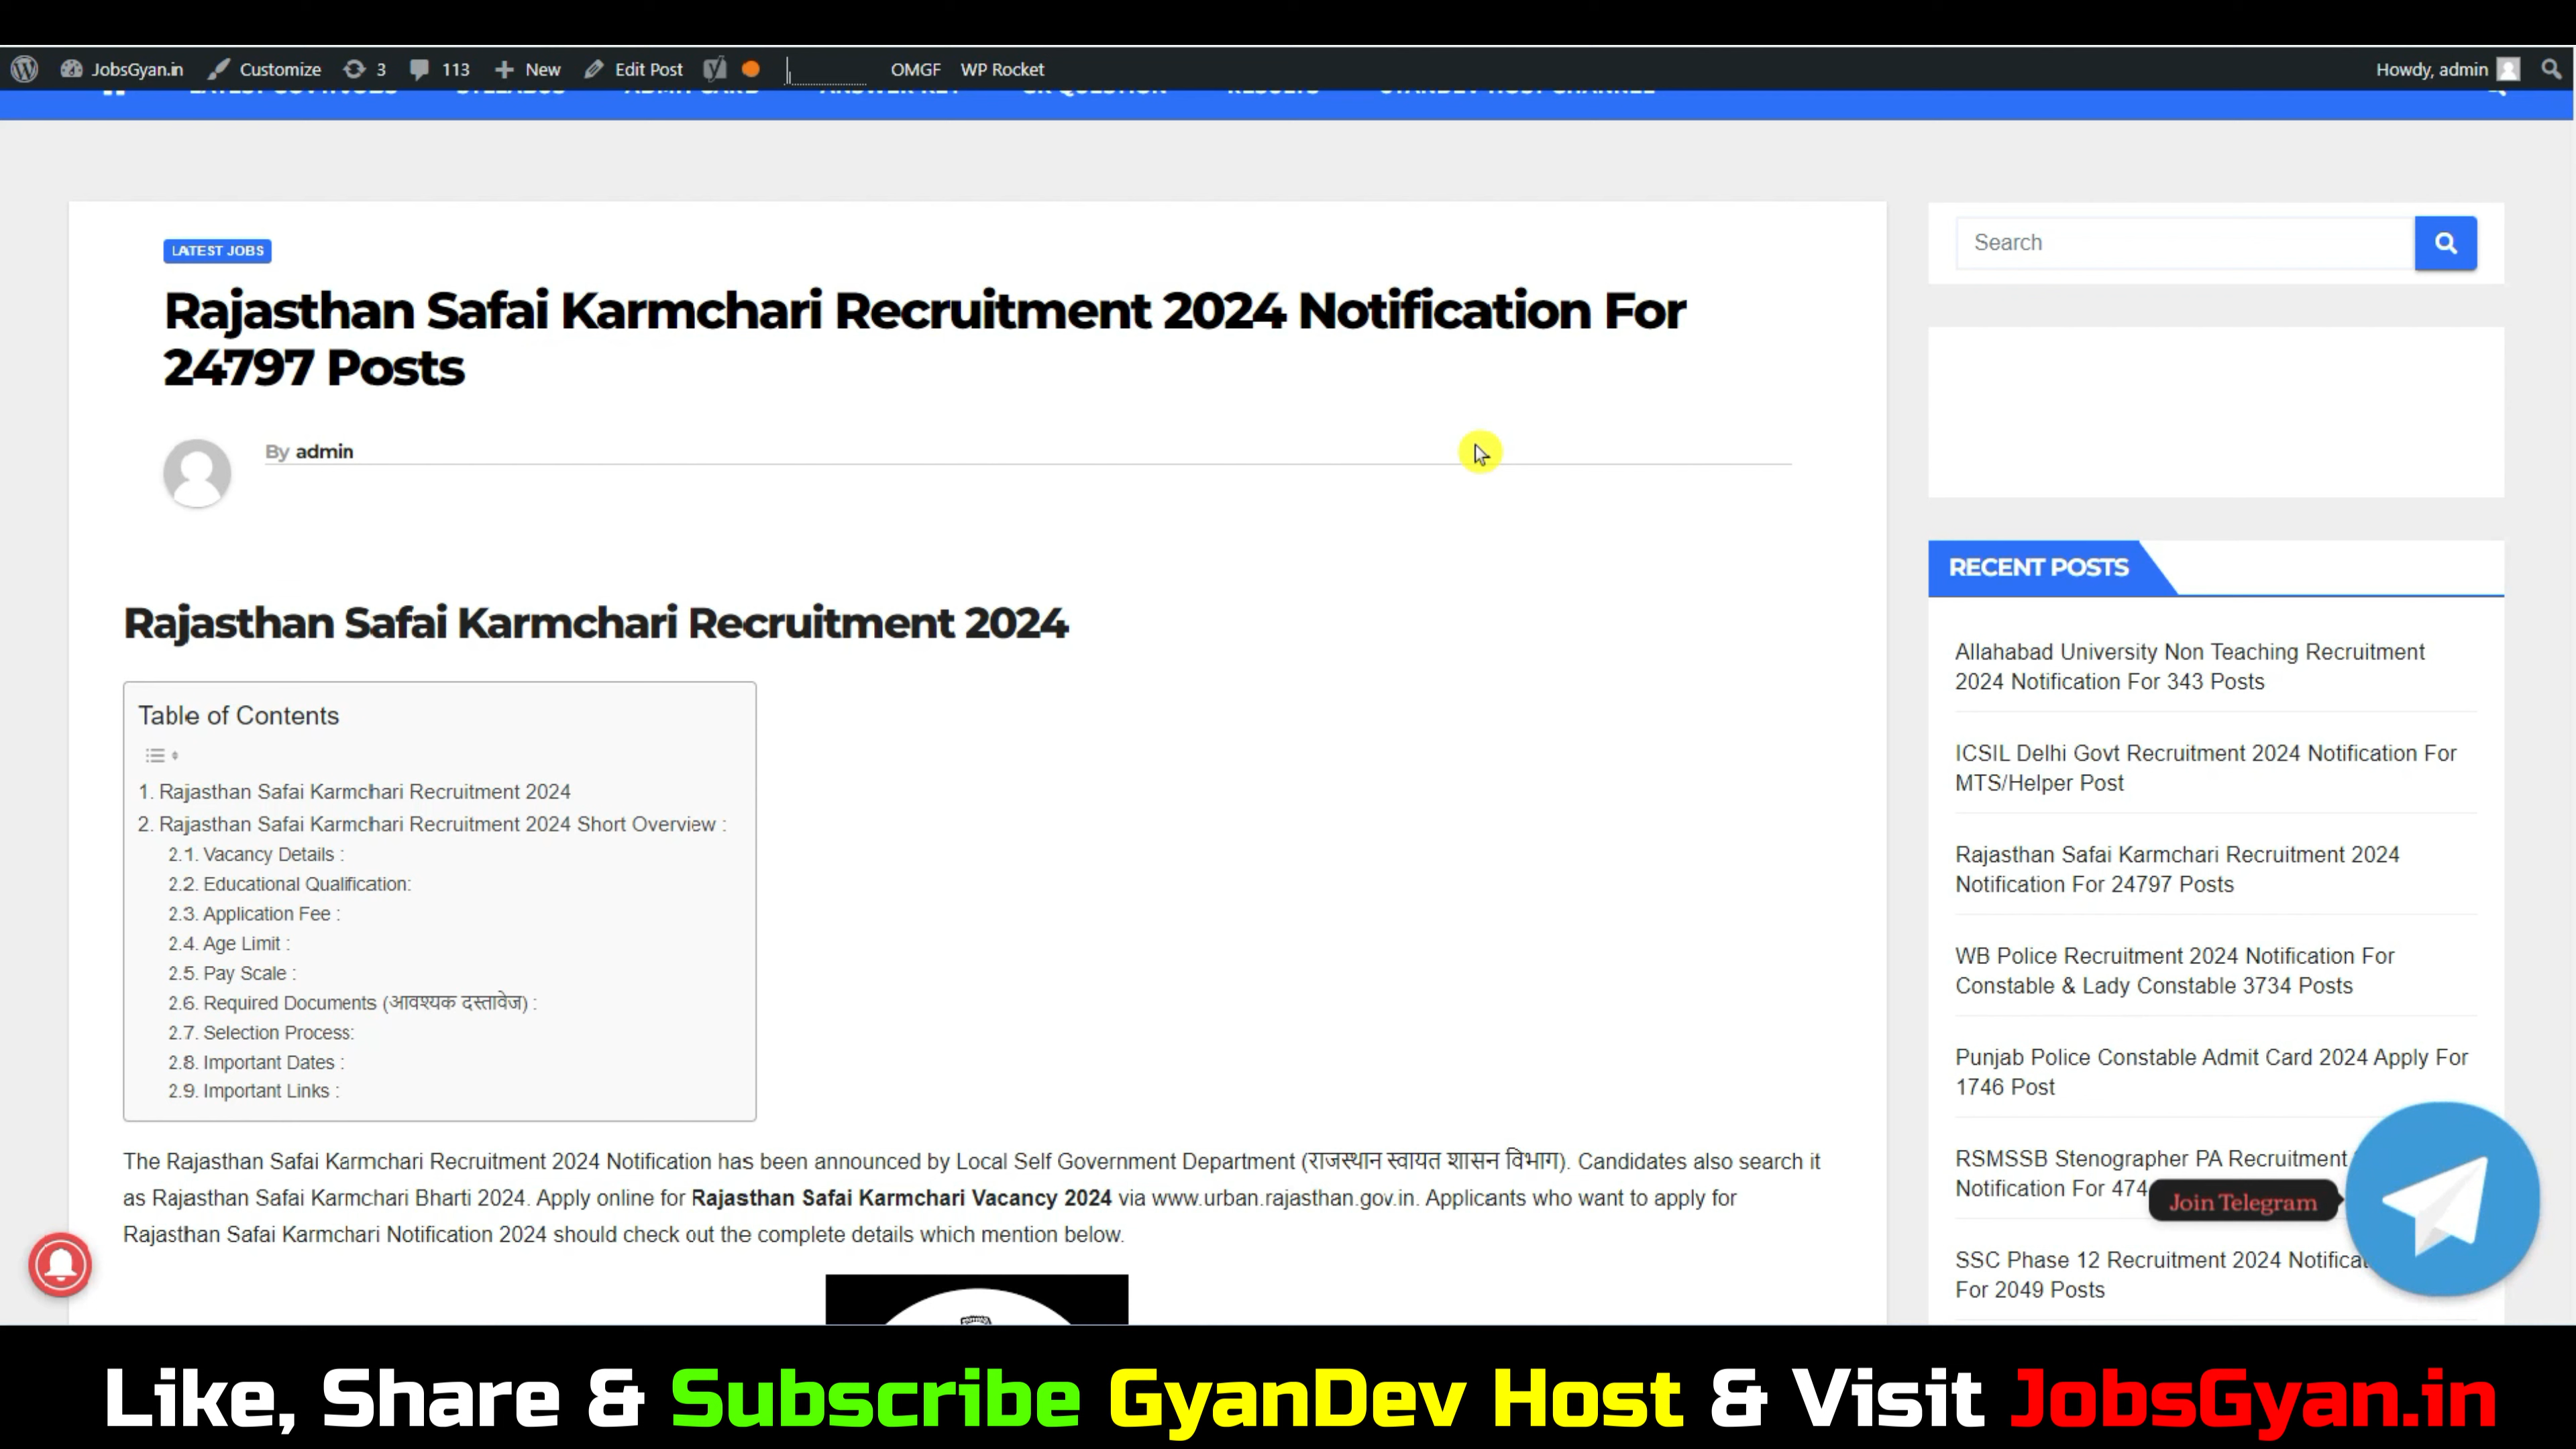 JobsGyan.in Customize 3 113 New Edit Post OMGF WP Rocket Howdy, admin
LATEST JOBS
Rajasthan Safai Karmchari Recruitment 2024 Notification For
24797 Posts
By admin
Rajasthan Safai Karmchari Recruitment 2024
Table of Contents
1. Rajasthan Safai Karmchari Recruitment 2024
2. Rajasthan Safai Karmchari Recruitment 2024 Short Overview :
2.1. Vacancy Details :
2.2. Educational Qualification:
2.3. Application Fee :
2.4. Age Limit :
2.5. Pay Scale :
2.6. Required Documents (आवश्यक दस्तावेज) :
2.7. Selection Process:
2.8. Important Dates :
2.9. Important Links :
The Rajasthan Safai Karmchari Recruitment 2024 Notification has been announced by Local Self Government Department (राजस्थान स्वायत शासन विभाग). Candidates also search it
as Rajasthan Safai Karmchari Bharti 2024. Apply online for Rajasthan Safai Karmchari Vacancy 2024 via www.urban.rajasthan.gov.in. Applicants who want to apply for
Rajasthan Safai Karmchari Notification 2024 should check out the complete details which mention below.
Search
RECENT POSTS
Allahabad University Non Teaching Recruitment
2024 Notification For 343 Posts
ICSIL Delhi Govt Recruitment 2024 Notification For
MTS/Helper Post
Rajasthan Safai Karmchari Recruitment 2024
Notification For 24797 Posts
WB Police Recruitment 2024 Notification For
Constable & Lady Constable 3734 Posts
Punjab Police Constable Admit Card 2024 Apply For
1746 Post
RSMSSB Stenographer PA Recruitment
Notification For 474
Join Telegram
SSC Phase 12 Recruitment 2024
For 2049 Posts
Like, Share & Subscribe GyanDev Host & Visit JobsGyan.in